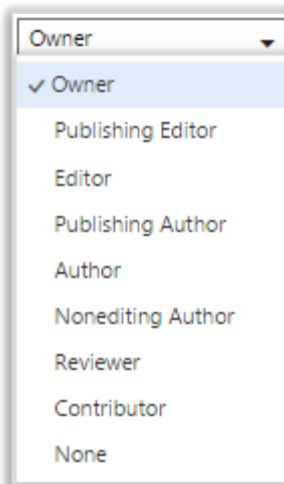 Owner
Owner
Publishing Editor
Editor
Publishing Author
Author
Nonediting Author
Reviewer
Contributor
None